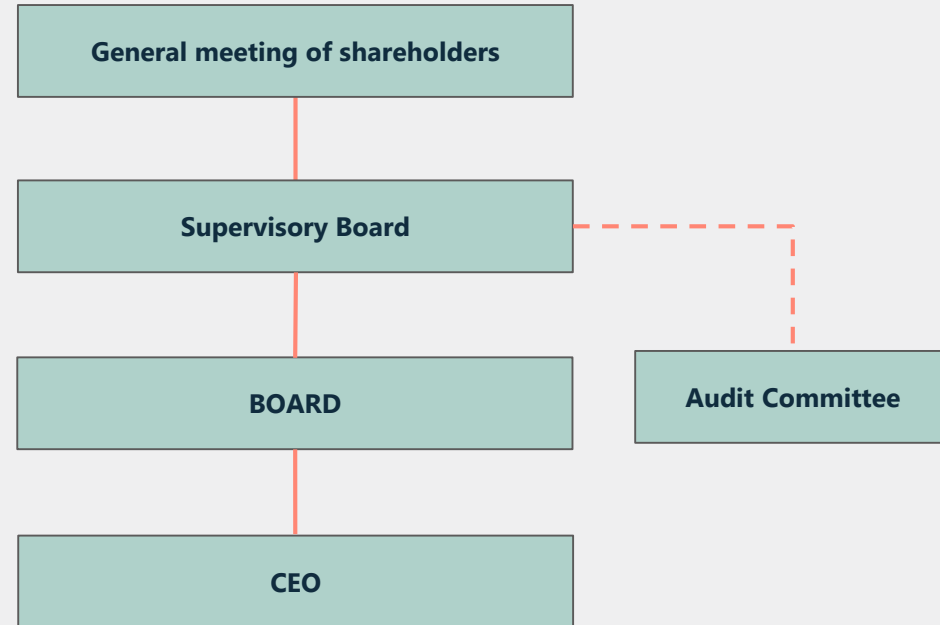 General meeting of shareholders
Supervisory Board
BOARD
Audit Committee
CEO